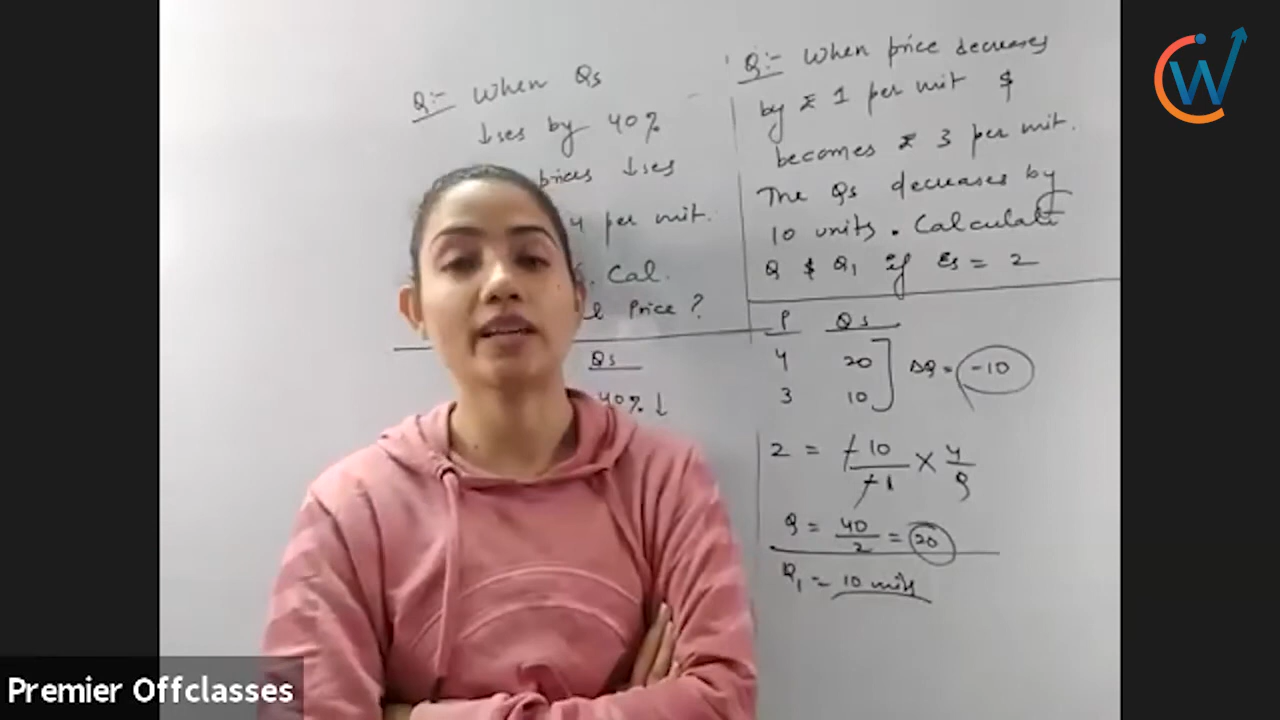 Q:- When Qs
↓ses by 40%
prices ↓ses
4 per unit.
Cal.
Price ?
Qs
40% ↓
Q:- When price decreases
by ₹ 1 per unit &
becomes ₹ 3 per unit.
The Qs decreases by
10 units. Calculate
Q & Q₁ if Es = 2
P Qs
4 20
3 10
ΔQ = -10
2 = -10/-1 × 4/Q
Q = 40/2 = 20
Q₁ = 10 units
W
Premier Offclasses